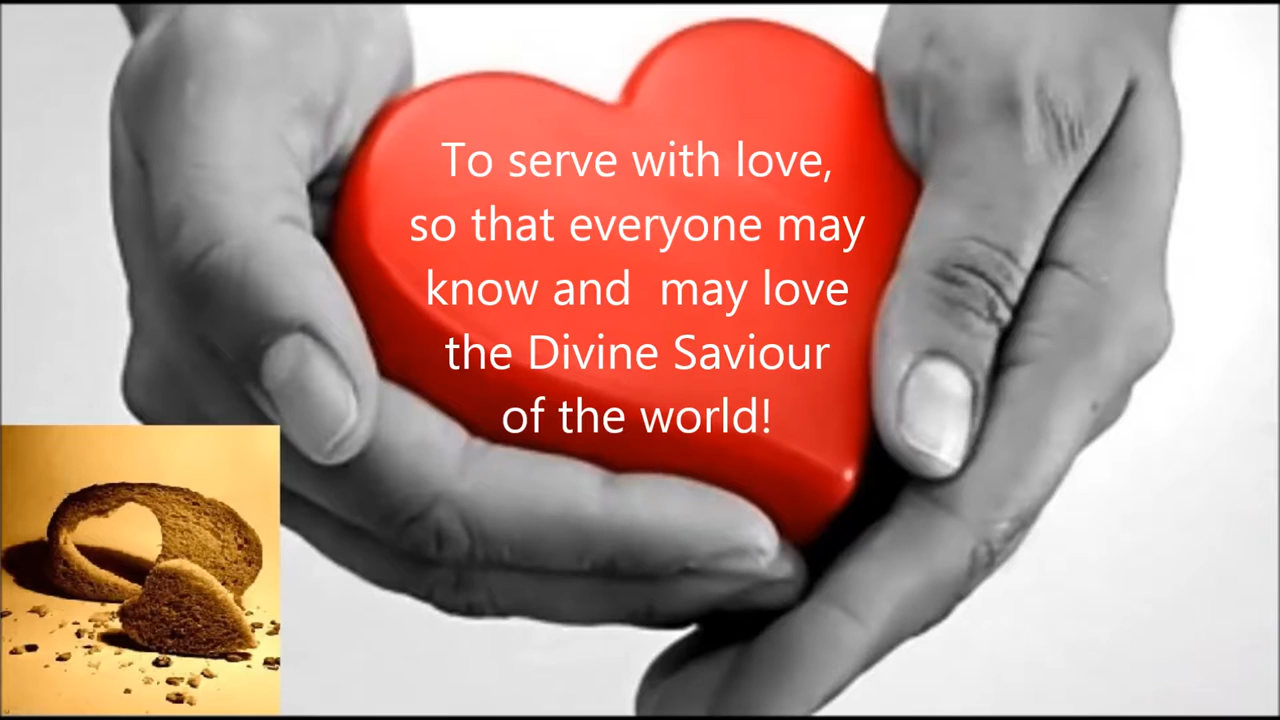 To serve with love,
so that everyone may
know and  may love
the Divine Saviour
of the world!